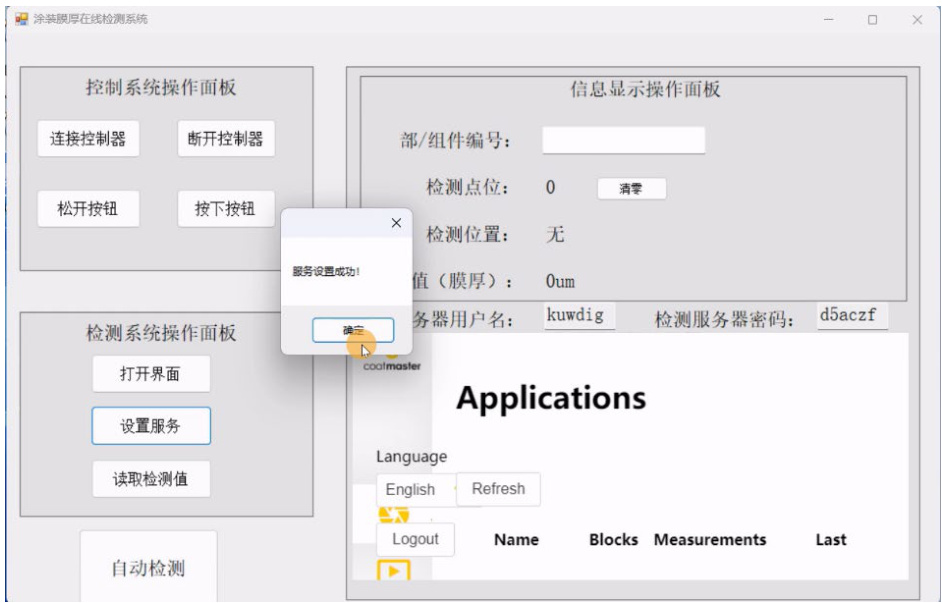 涂装膜厚在线检测系统
控制系统操作面板
连接控制器
断开控制器
松开按钮
按下按钮
检测系统操作面板
打开界面
设置服务
读取检测值
自动检测
服务设置成功!
确定
信息显示操作面板
部/组件编号:
检测点位: 0 清零
检测位置: 无
值(膜厚): 0um
务器用户名: kuwdig 检测服务器密码: d5aczf
coatmaster
Applications
Language
English Refresh
Logout
Name Blocks Measurements Last